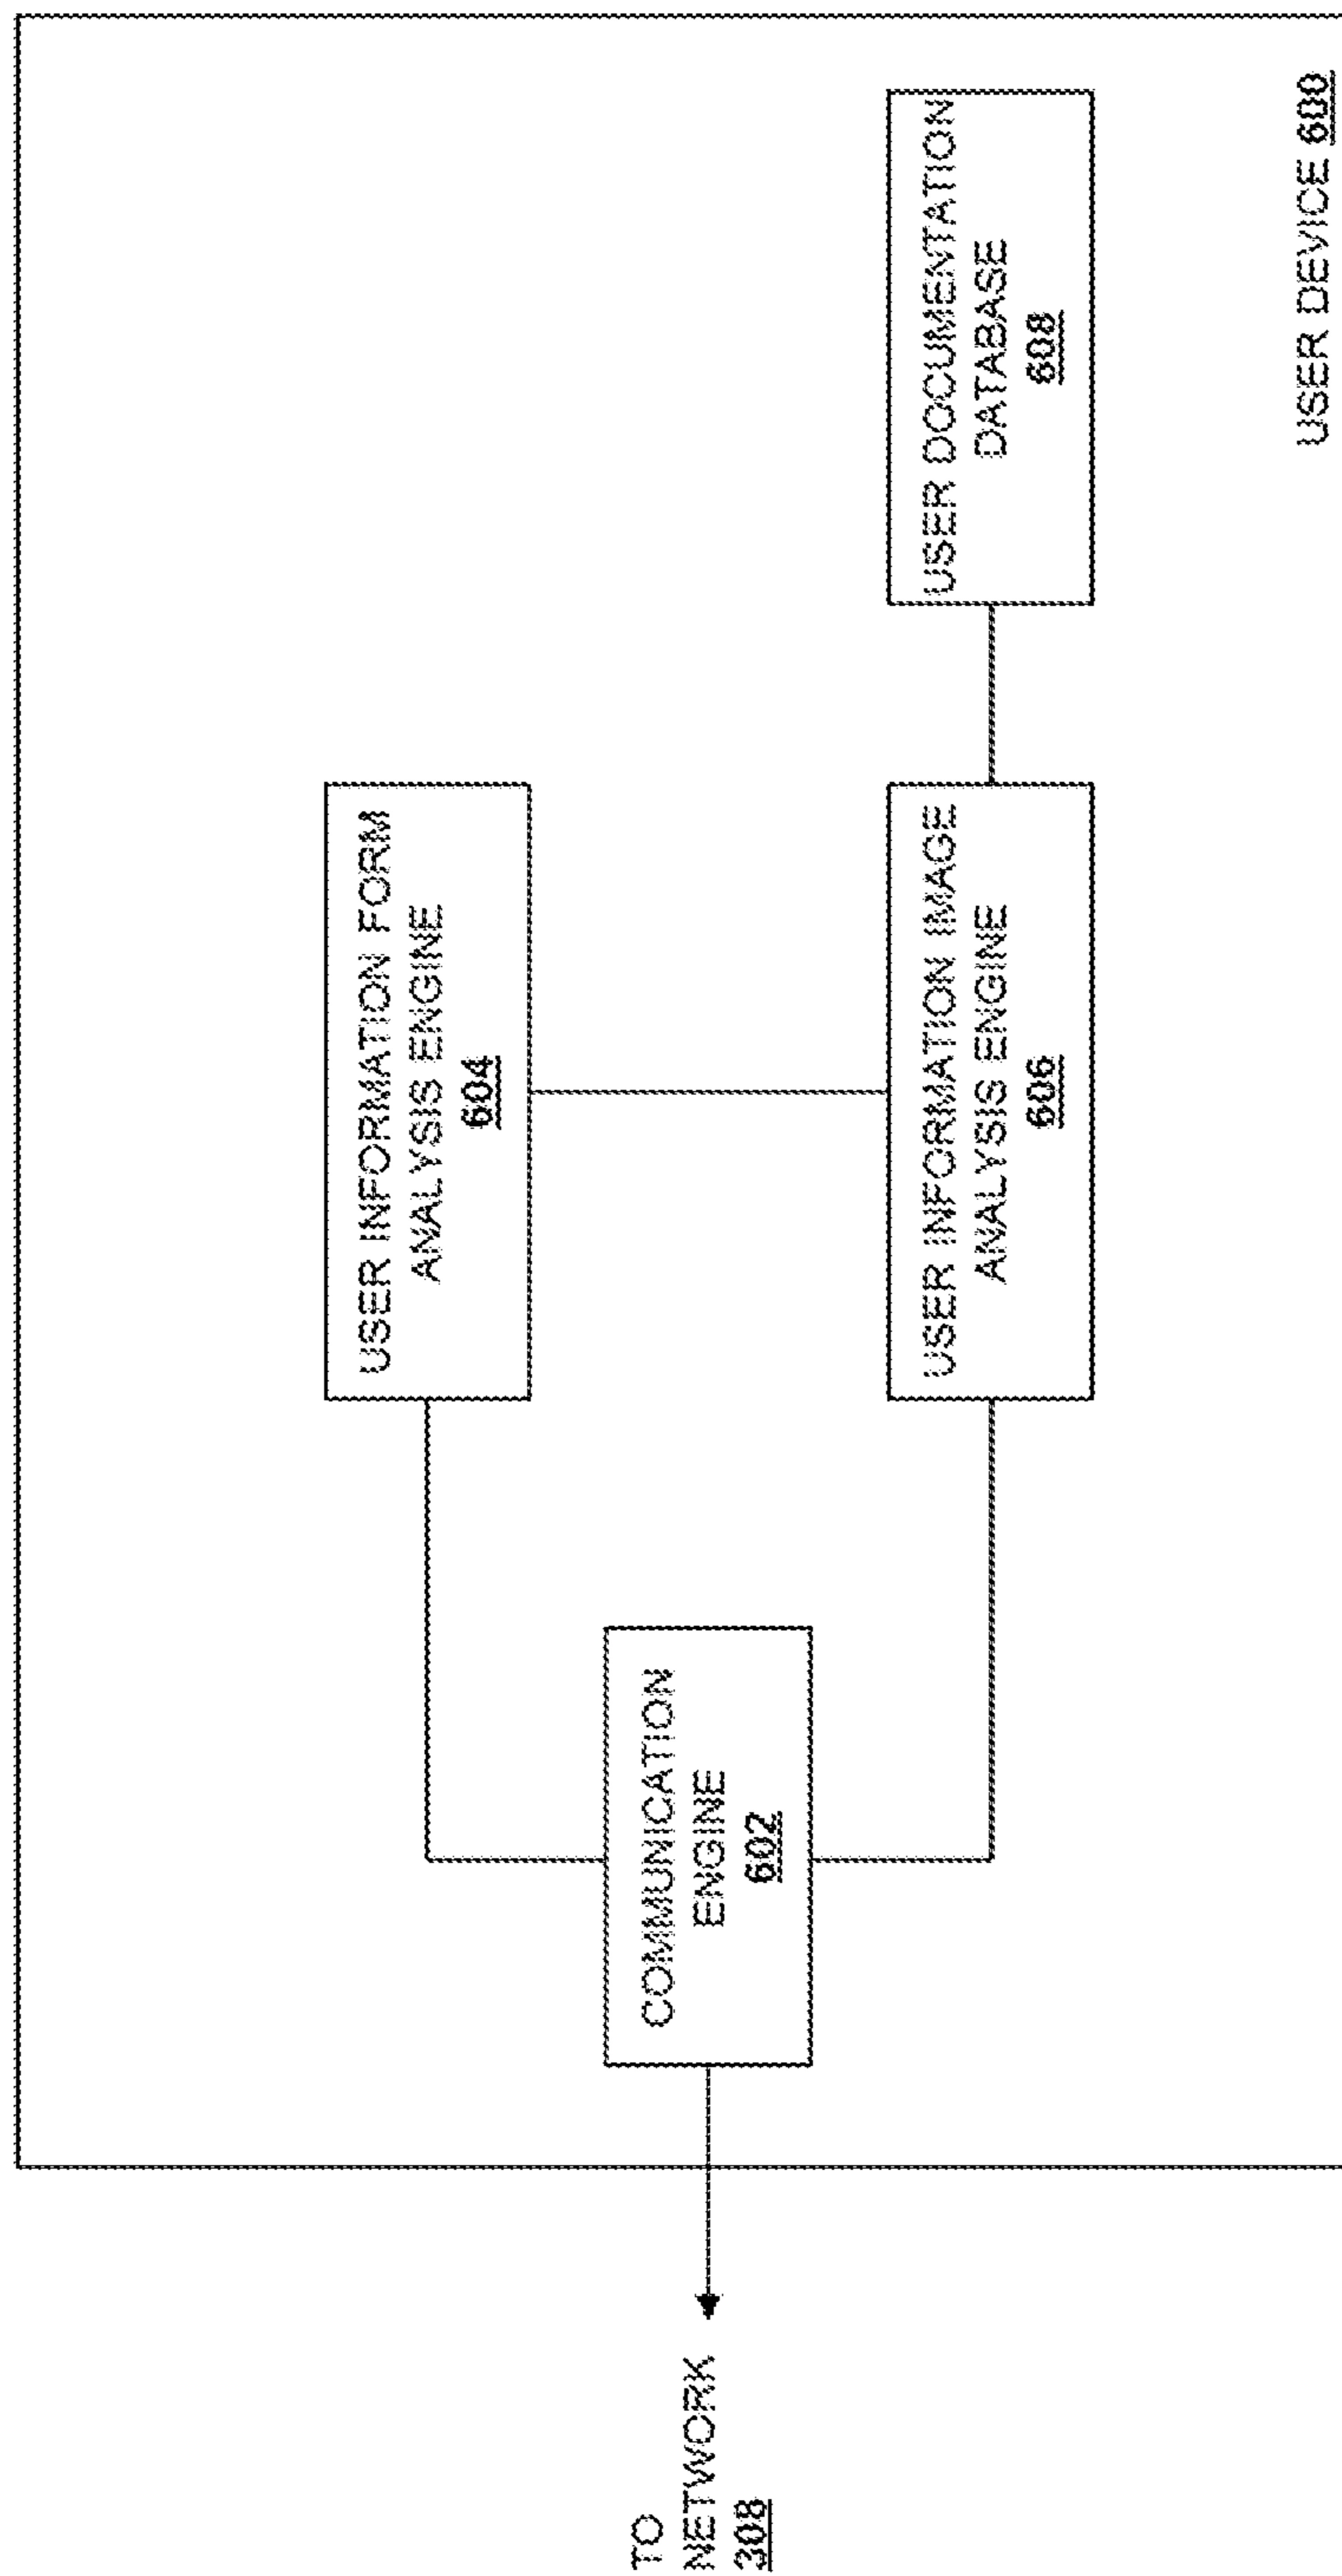 TO
NETWORK
308
COMMUNICATION
ENGINE
602
USER INFORMATION FORM
ANALYSIS ENGINE
604
USER INFORMATION IMAGE
ANALYSIS ENGINE
606
USER DOCUMENTATION
DATABASE
608
USER DEVICE 600